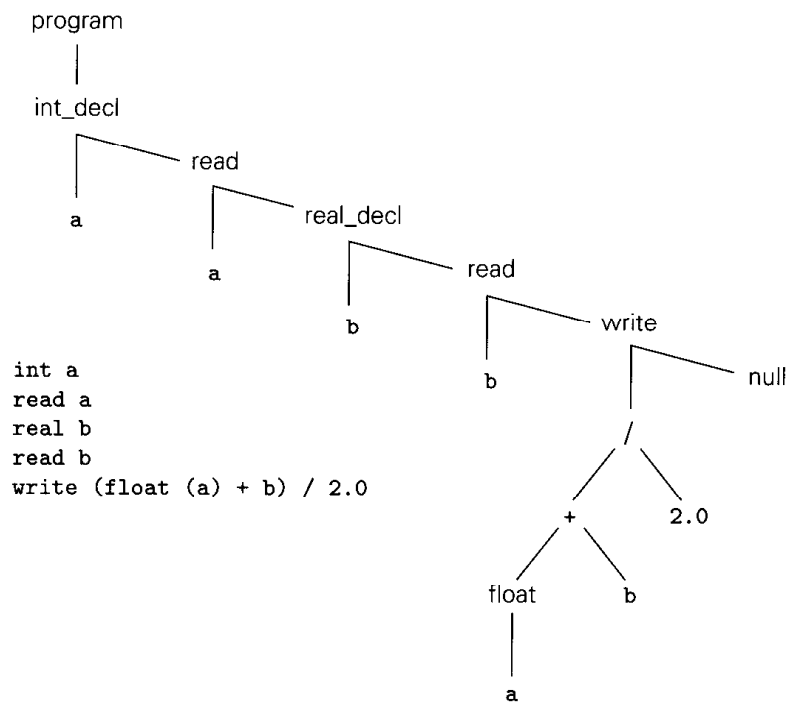 program
int_decl
read
a
real_decl
a
read
b
write
b
null
int a
read a
real b
read b
write (float (a) + b) / 2.0
/
+
2.0
float
b
a